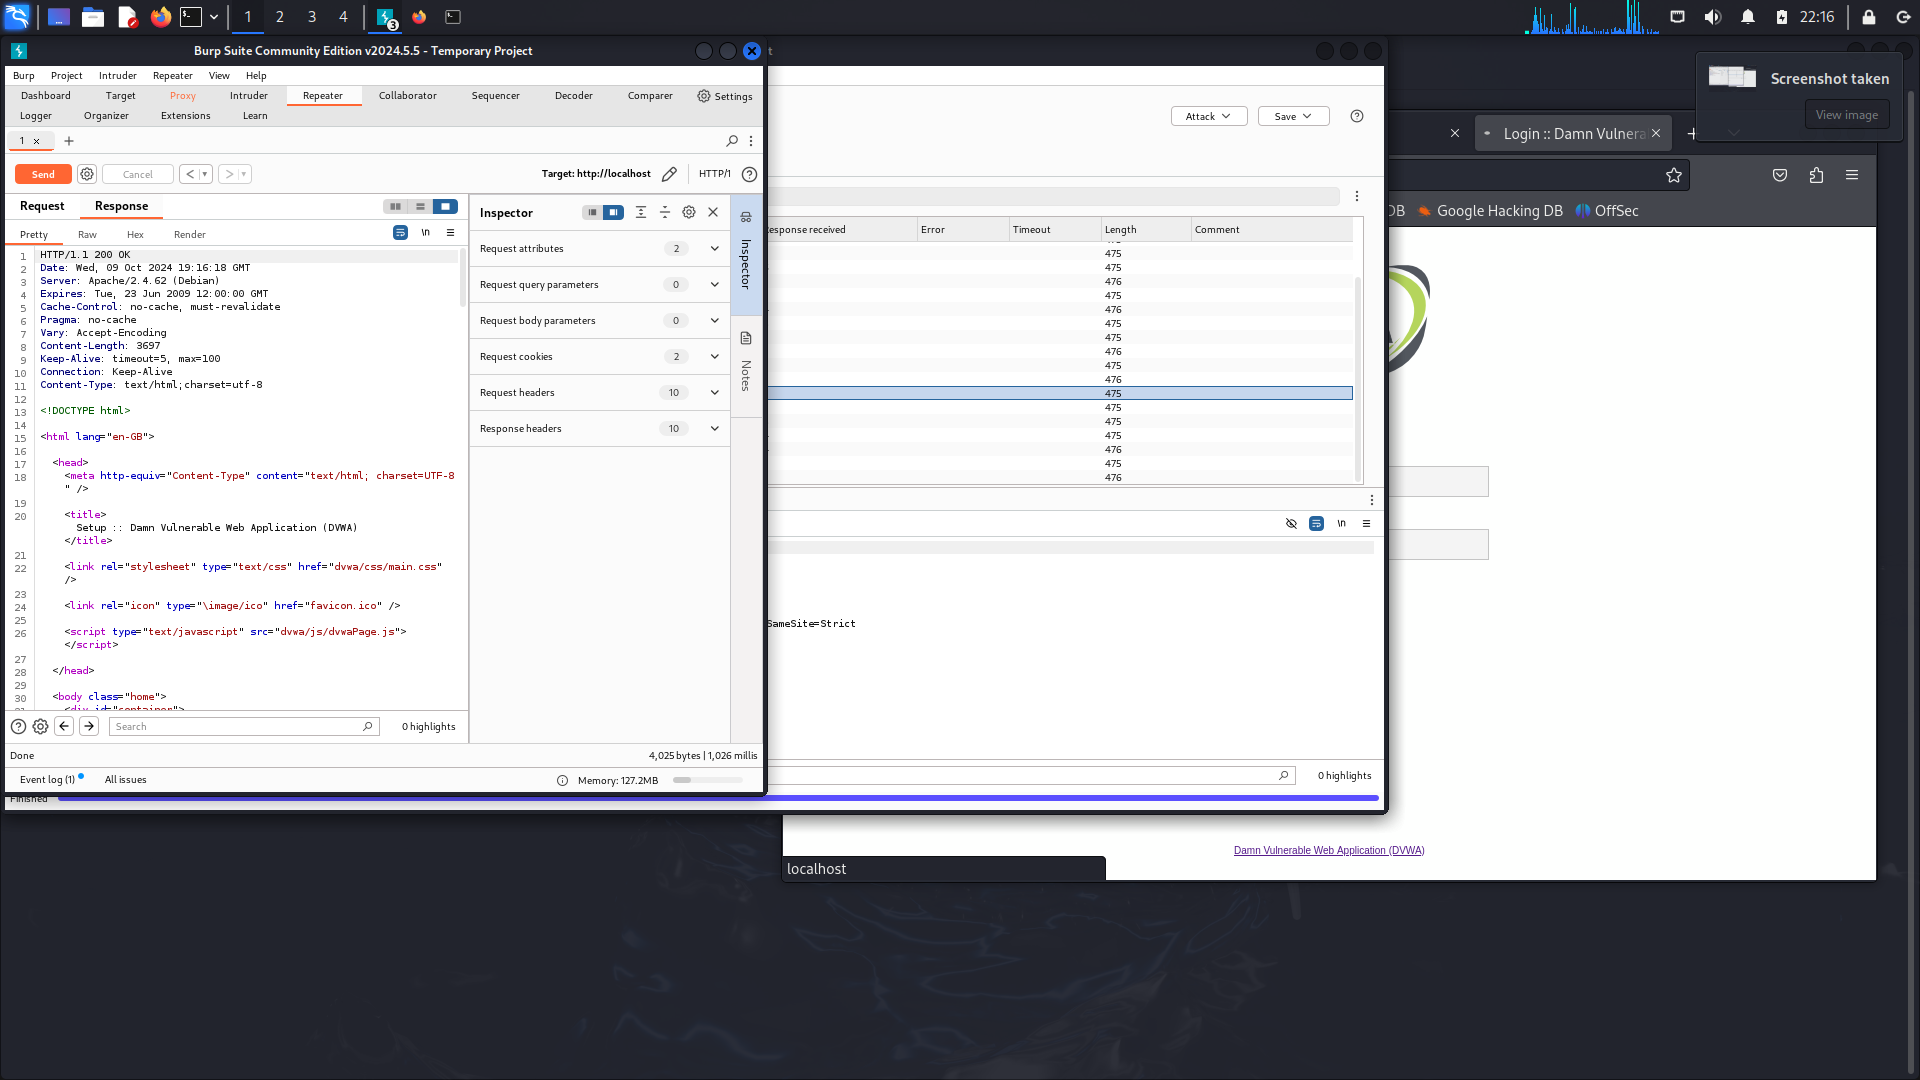 1
2
3
4
3
22:16
Burp Suite Community Edition v2024.5.5 - Temporary Project
Burp Project Intruder Repeater View Help
Dashboard Target Proxy Intruder Repeater Collaborator Sequencer Decoder Comparer Settings
Logger Organizer Extensions Learn
1 × +
Send Cancel < >
Target: http://localhost HTTP/1
Request Response
Pretty Raw Hex Render \n
1 HTTP/1.1 200 OK
2 Date: Wed, 09 Oct 2024 19:16:18 GMT
3 Server: Apache/2.4.62 (Debian)
4 Expires: Tue, 23 Jun 2009 12:00:00 GMT
5 Cache-Control: no-cache, must-revalidate
6 Pragma: no-cache
7 Vary: Accept-Encoding
8 Content-Length: 3697
9 Keep-Alive: timeout=5, max=100
10 Connection: Keep-Alive
11 Content-Type: text/html;charset=utf-8
12
13 <!DOCTYPE html>
14
15 <html lang="en-GB">
16
17 <head>
18 <meta http-equiv="Content-Type" content="text/html; charset=UTF-8
" />
19
20 <title>
Setup :: Damn Vulnerable Web Application (DVWA)
</title>
21
22 <link rel="stylesheet" type="text/css" href="dvwa/css/main.css"
/>
23
24 <link rel="icon" type="\image/ico" href="favicon.ico" />
25
26 <script type="text/javascript" src="dvwa/js/dvwaPage.js">
</script>
27
28 </head>
29
30 <body class="home">
<div id="container">
Search 0 highlights
Done 4,025 bytes | 1,026 millis
Event log (1) All issues Memory: 127.2MB
Inspector
Request attributes 2
Request query parameters 0
Request body parameters 0
Request cookies 2
Request headers 10
Response headers 10
Inspector
Notes
Attack Save
Response received Error Timeout Length Comment
475
475
476
475
476
475
475
476
475
476
475
475
475
475
476
475
476
\n
SameSite=Strict
0 highlights
Finished
Screenshot taken
View image
Login :: Damn Vulnera
DB Google Hacking DB OffSec
Damn Vulnerable Web Application (DVWA)
localhost